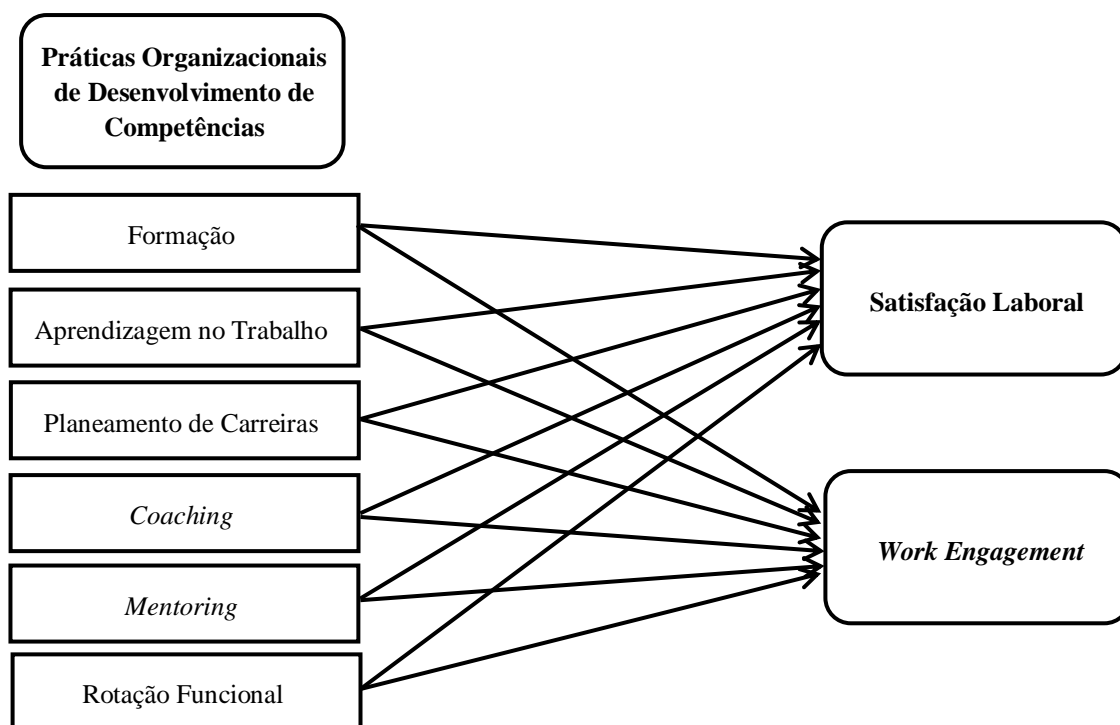 Práticas Organizacionais
de Desenvolvimento de
Competências
Formação
Aprendizagem no Trabalho
Planeamento de Carreiras
Coaching
Mentoring
Rotação Funcional
Satisfação Laboral
Work Engagement